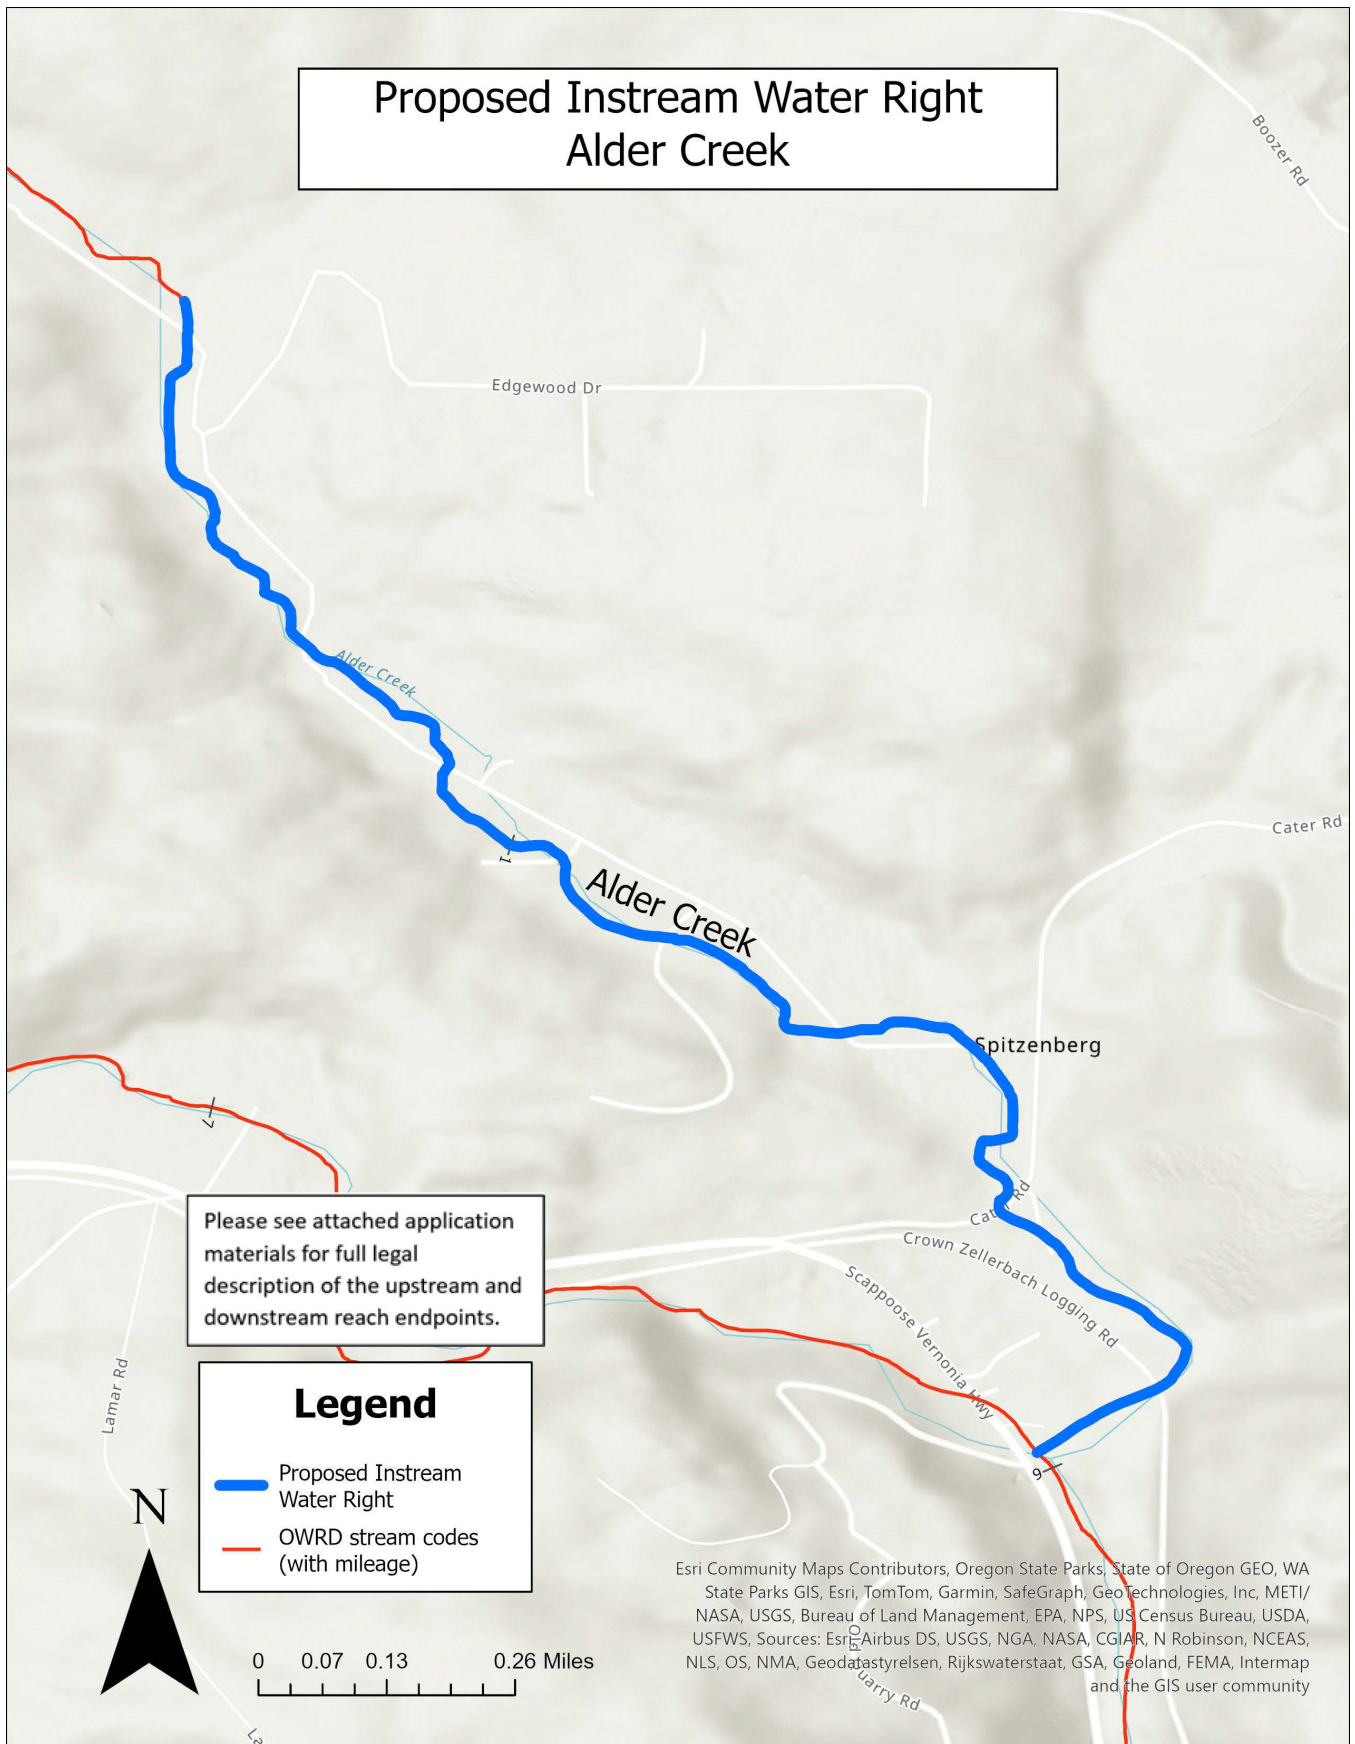 Proposed Instream Water Right
Alder Creek
Boozer Rd
Edgewood Dr
Alder Creek
Cater Rd
1
Alder Creek
Spitzenberg
7
Cater Rd
Crown Zellerbach Logging Rd
Scappoose Vernonia Hwy
Please see attached application
materials for full legal
description of the upstream and
downstream reach endpoints.
Lamar Rd
Legend
Proposed Instream
Water Right
OWRD stream codes
(with mileage)
6
N
0 0.07 0.13 0.26 Miles
Esri Community Maps Contributors, Oregon State Parks, State of Oregon GEO, WA
State Parks GIS, Esri, TomTom, Garmin, SafeGraph, GeoTechnologies, Inc, METI/
NASA, USGS, Bureau of Land Management, EPA, NPS, US Census Bureau, USDA,
USFWS, Sources: Esri, Airbus DS, USGS, NGA, NASA, CGIAR, N Robinson, NCEAS,
NLS, OS, NMA, Geodatastyrelsen, Rijkswaterstaat, GSA, Geoland, FEMA, Intermap
and the GIS user community
La